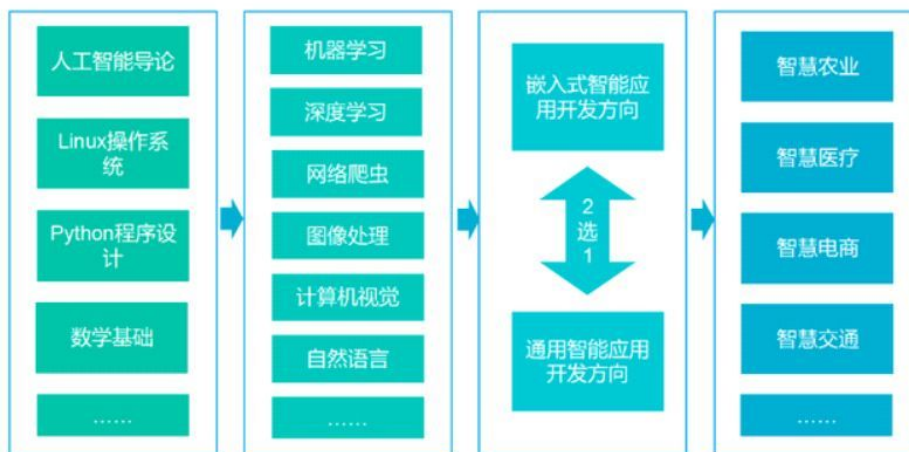 人工智能导论
Linux操作系
统
Python程序设
计
数学基础
……
机器学习
深度学习
网络爬虫
图像处理
计算机视觉
自然语言
……
嵌入式智能应
用开发方向
2
选
1
通用智能应用
开发方向
智慧农业
智慧医疗
智慧电商
智慧交通
……